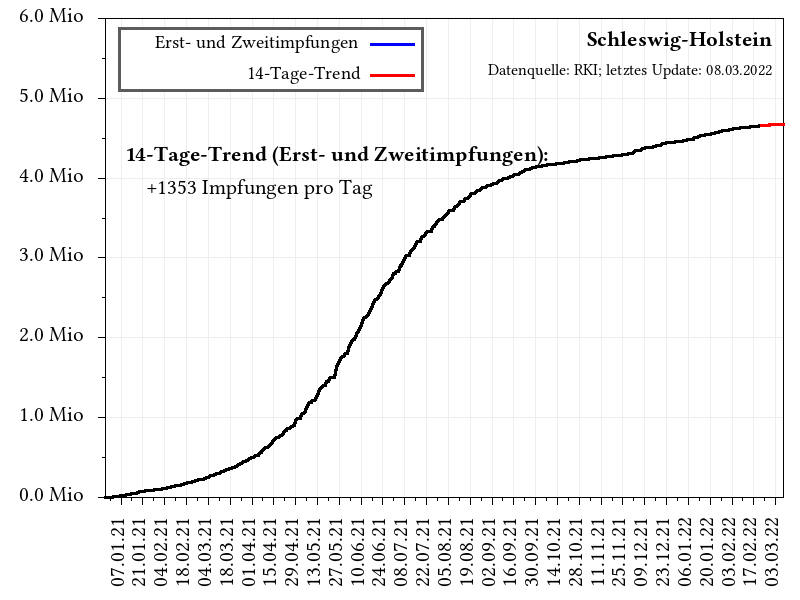 6.0 Mio
5.0 Mio
4.0 Mio
3.0 Mio
2.0 Mio
1.0 Mio
0.0 Mio
Erst- und Zweitimpfungen
14-Tage-Trend
Schleswig-Holstein
Datenquelle: RKI; letztes Update: 08.03.2022
14-Tage-Trend (Erst- und Zweitimpfungen):
+1353 Impfungen pro Tag
07.01.21
21.01.21
04.02.21
18.02.21
04.03.21
18.03.21
01.04.21
15.04.21
29.04.21
13.05.21
27.05.21
10.06.21
24.06.21
08.07.21
22.07.21
05.08.21
19.08.21
02.09.21
16.09.21
30.09.21
14.10.21
28.10.21
11.11.21
25.11.21
09.12.21
23.12.21
06.01.22
20.01.22
03.02.22
17.02.22
03.03.22